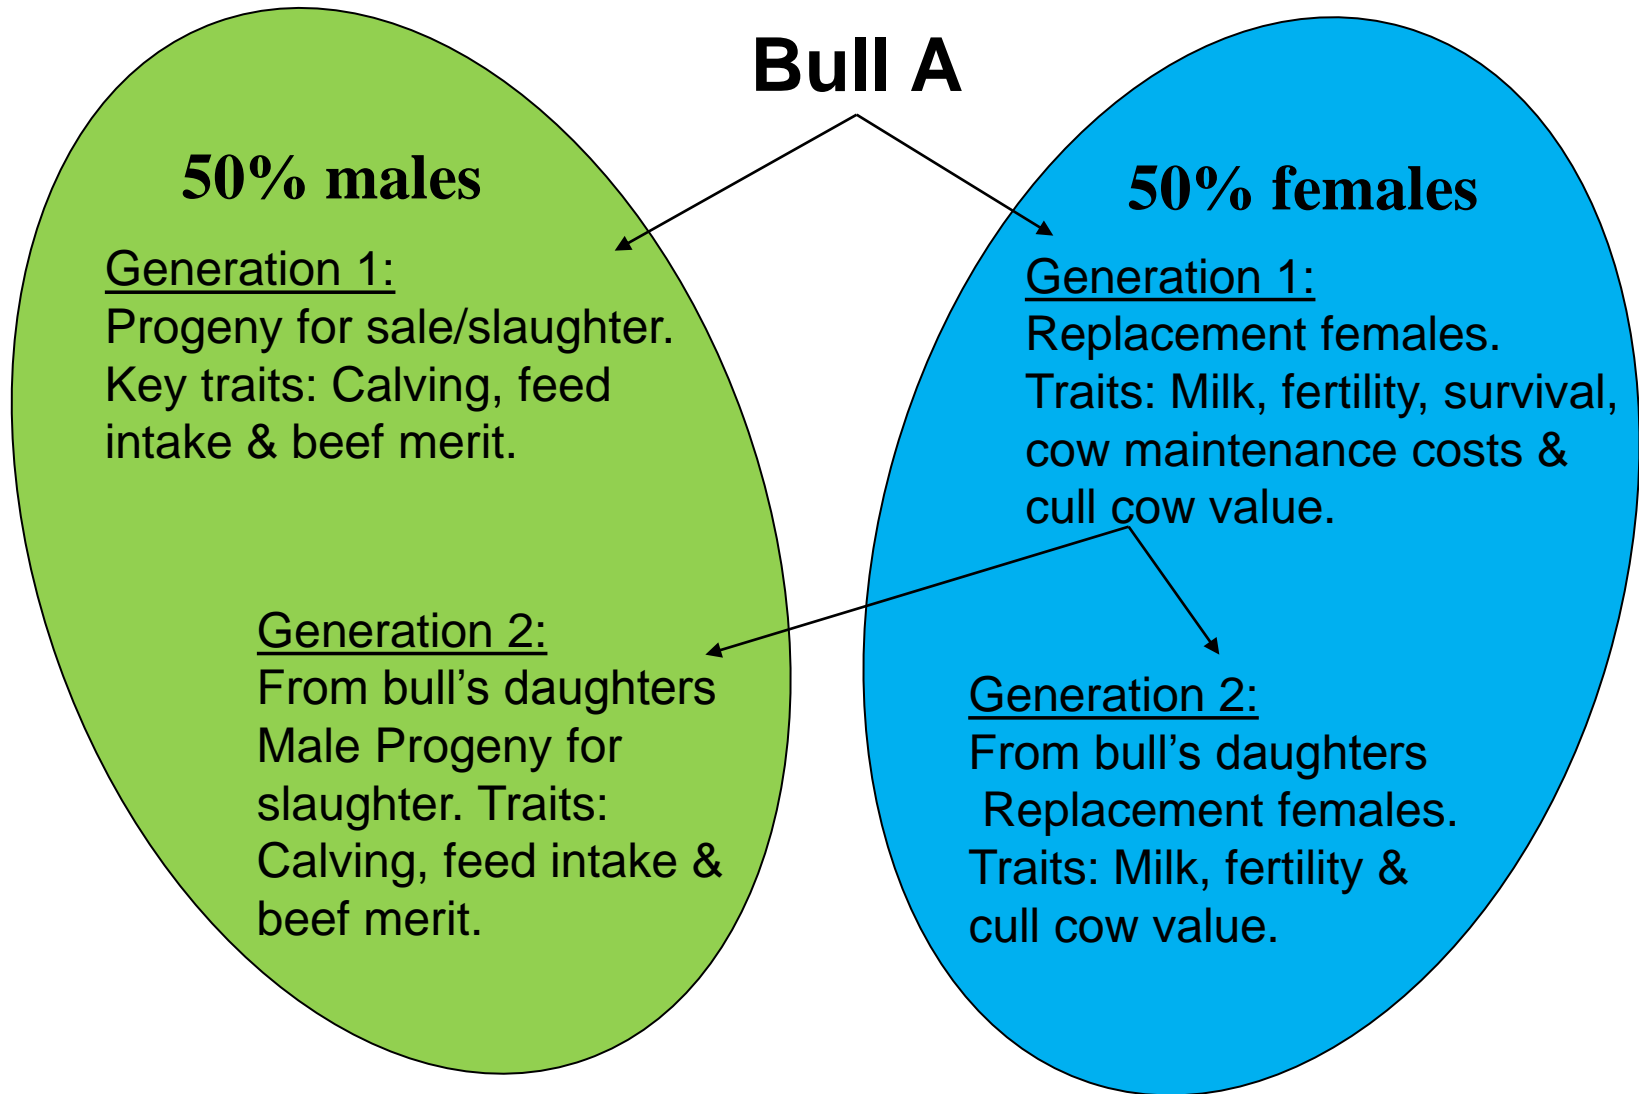 Bull A
50% males
Generation 1:
Progeny for sale/slaughter.
Key traits: Calving, feed
intake & beef merit.
Generation 2:
From bull’s daughters
Male Progeny for
slaughter. Traits:
Calving, feed intake &
beef merit.
50% females
Generation 1:
Replacement females.
Traits: Milk, fertility, survival,
cow maintenance costs &
cull cow value.
Generation 2:
From bull’s daughters
Replacement females.
Traits: Milk, fertility &
cull cow value.